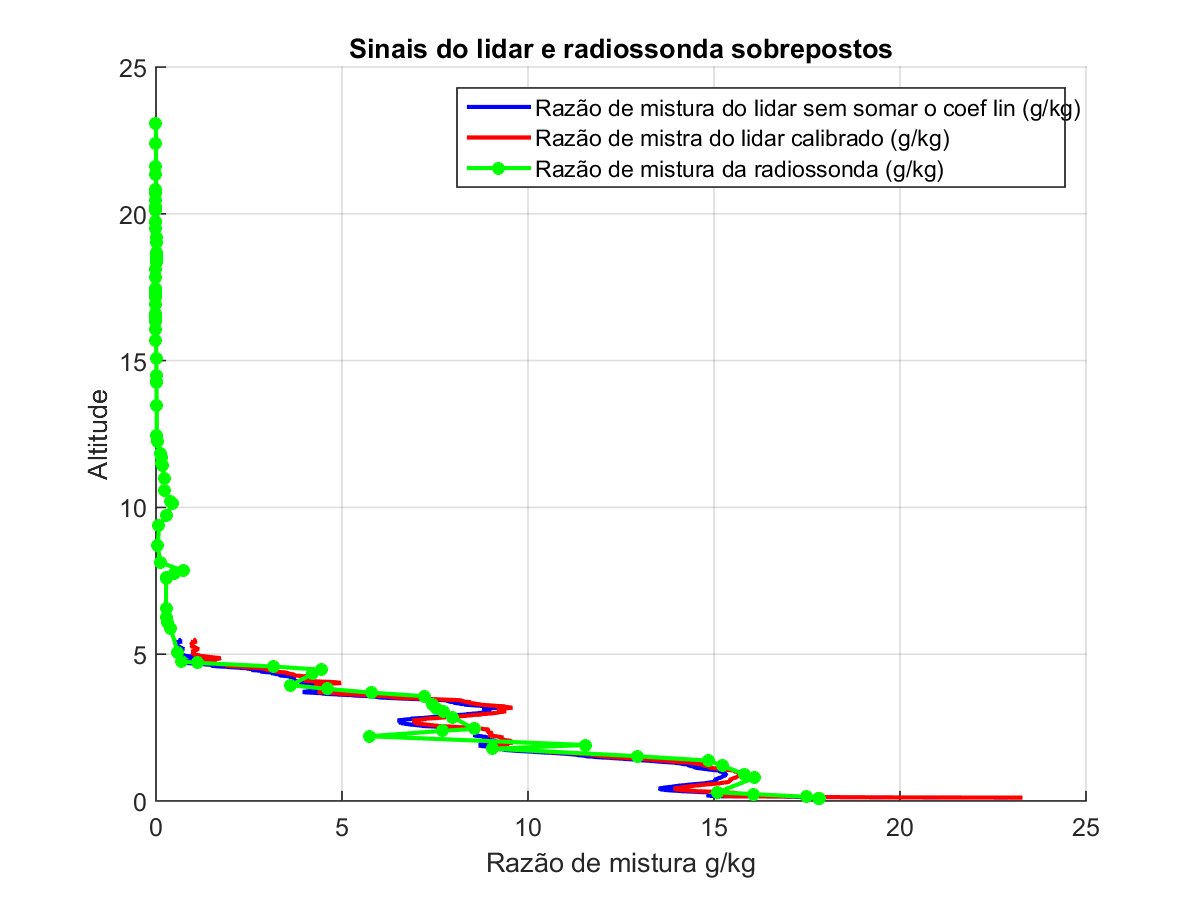 Sinais do lidar e radiossonda sobrepostos
25
Razão de mistura do lidar sem somar o coef lin (g/kg)
Razão de mistra do lidar calibrado (g/kg)
Razão de mistura da radiossonda (g/kg)
20
15
Altitude
10
5
0
0 5 10 15 20 25
Razão de mistura g/kg